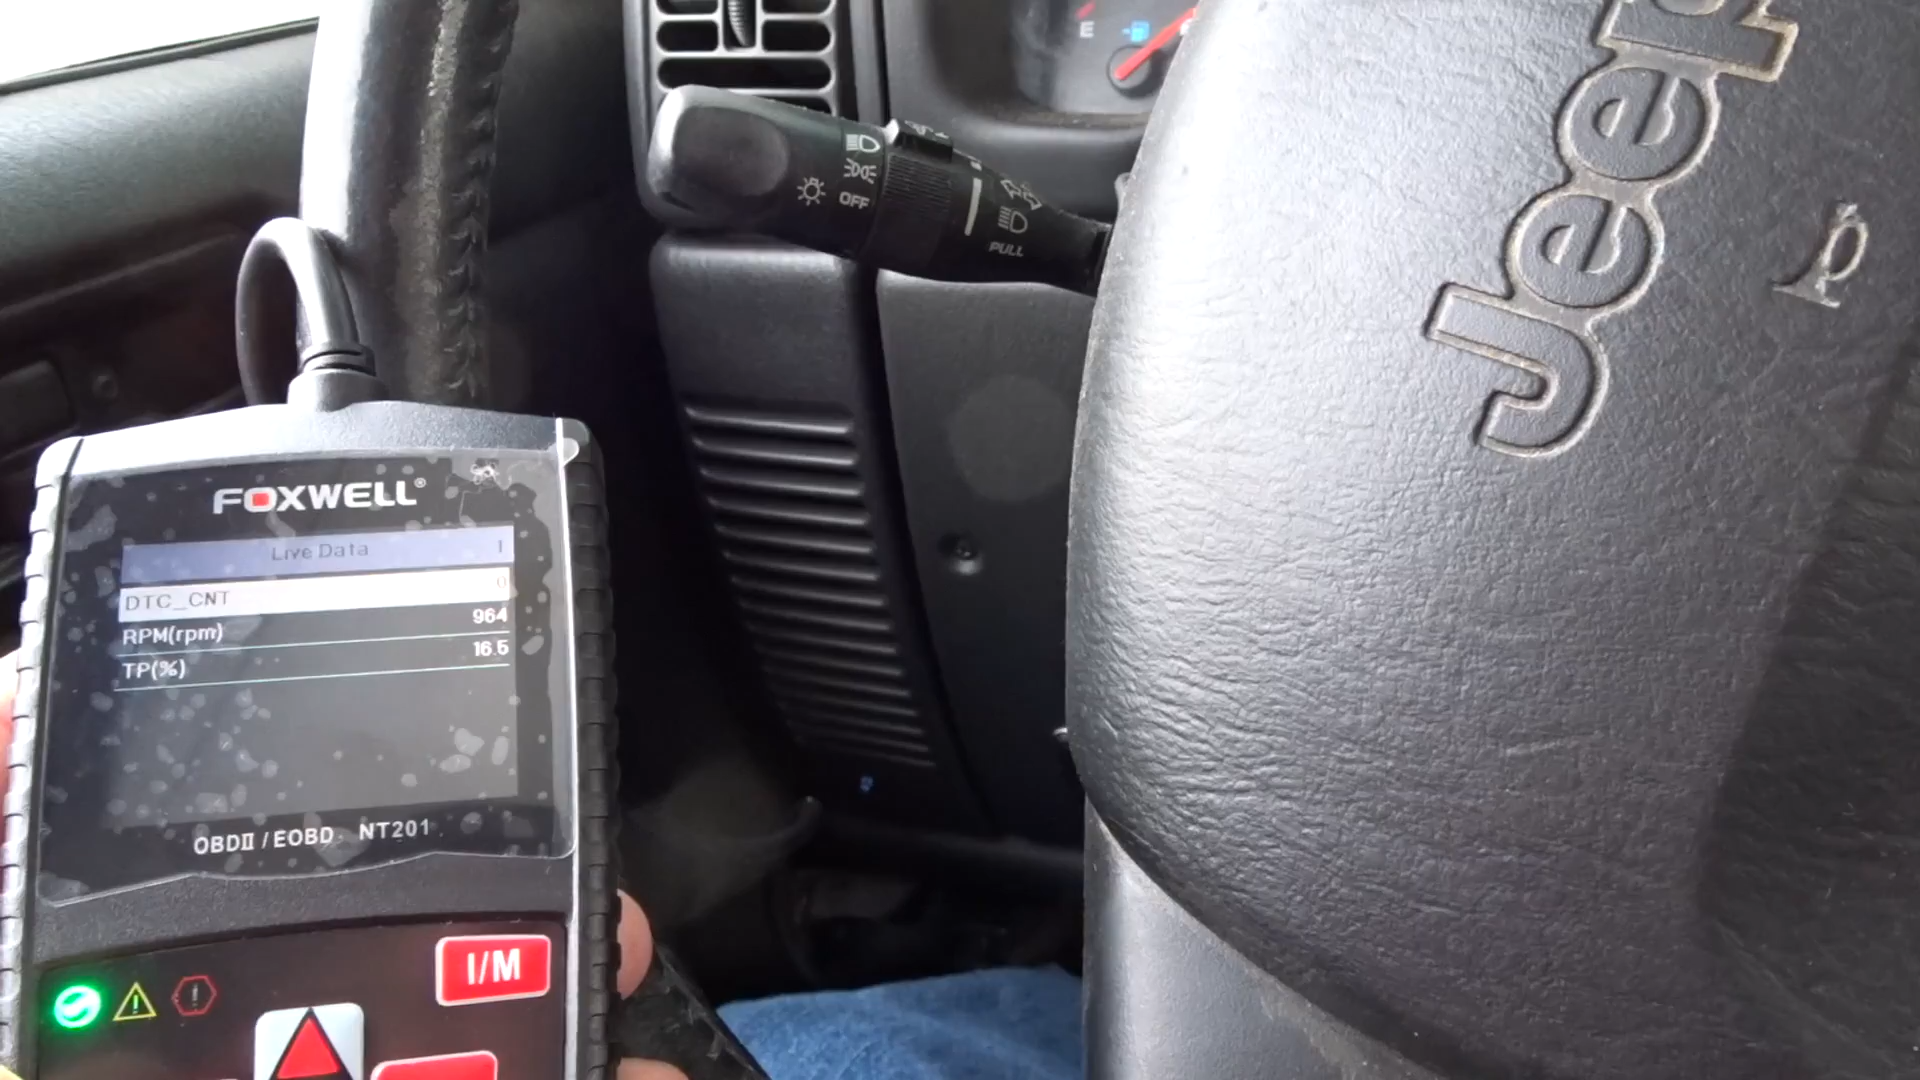 E
OFF
PULL
Jeep
FOXWELL®
Live Data 1
DTC_CNT 0
RPM(rpm) 964
TP(%) 16.5
OBDII / EOBD NT201
I/M